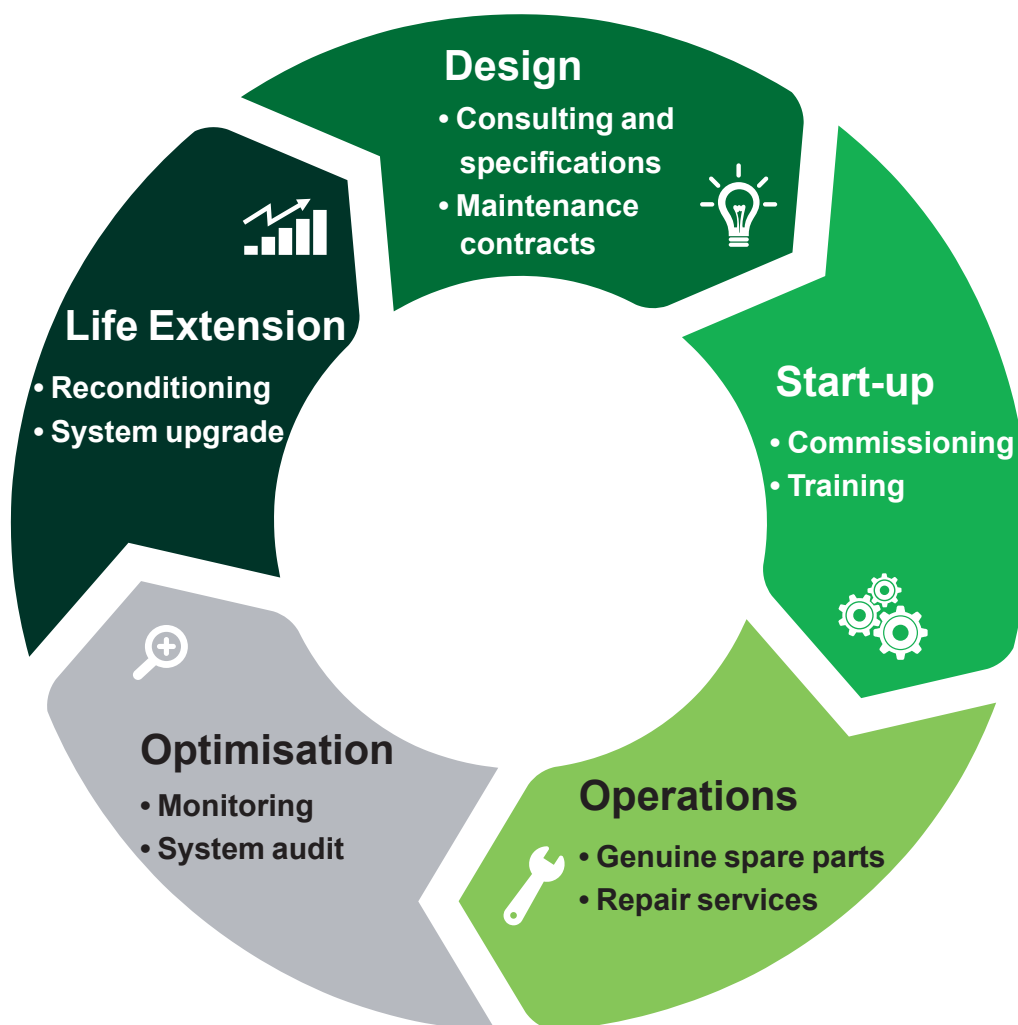 Design
• Consulting and
specifications
• Maintenance
contracts
Start-up
• Commissioning
• Training
Operations
• Genuine spare parts
• Repair services
Optimisation
• Monitoring
• System audit
Life Extension
• Reconditioning
• System upgrade